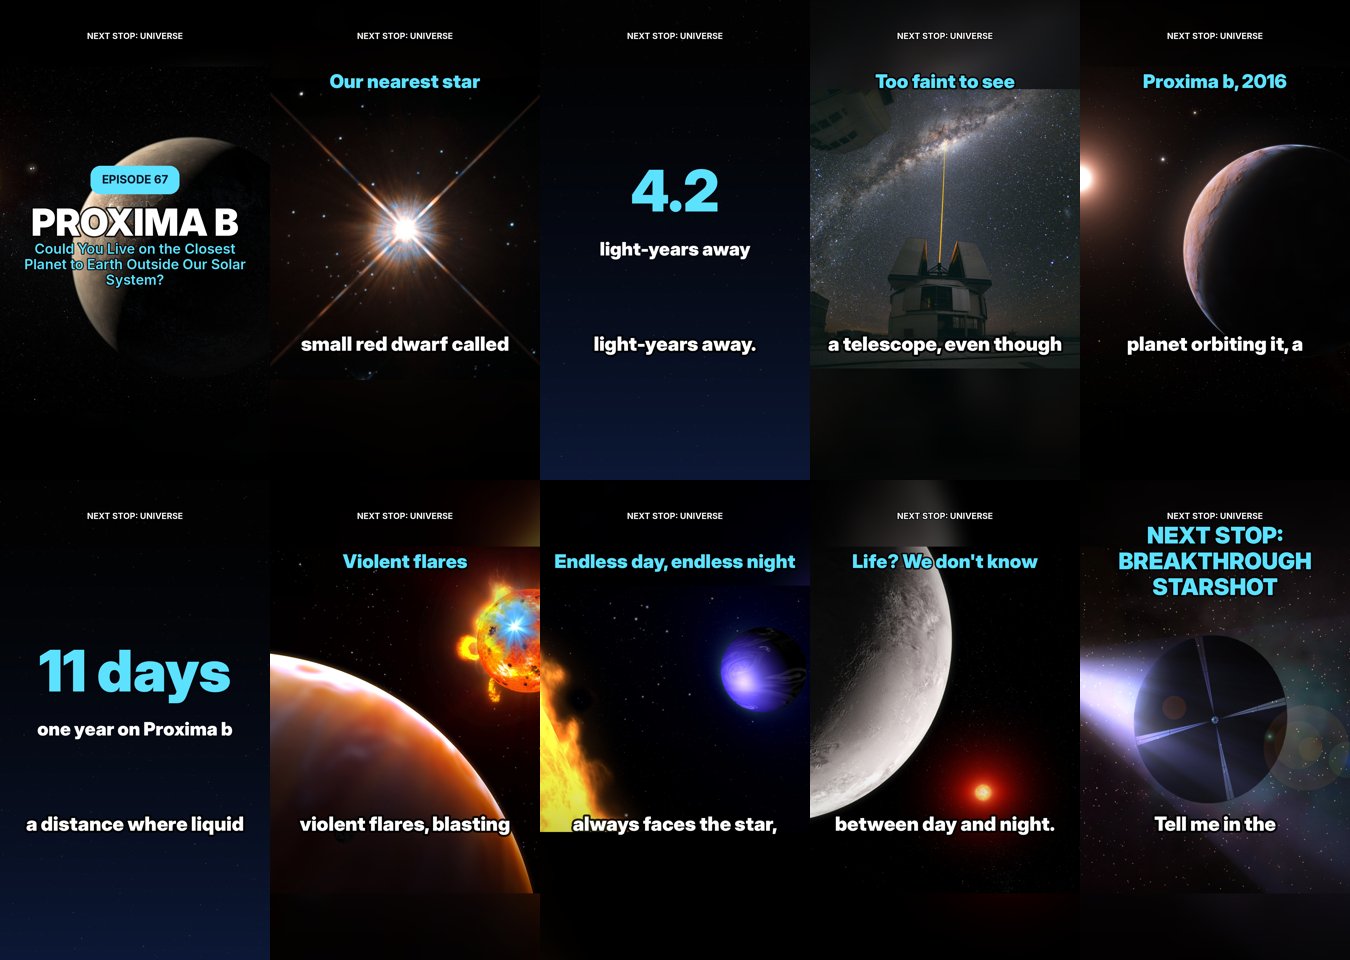 NEXT STOP: UNIVERSE
EPISODE 67
PROXIMA B
Could You Live on the Closest
Planet to Earth Outside Our Solar
System?
NEXT STOP: UNIVERSE
Our nearest star
small red dwarf called
NEXT STOP: UNIVERSE
4.2
light-years away
light-years away.
NEXT STOP: UNIVERSE
Too faint to see
a telescope, even though
NEXT STOP: UNIVERSE
Proxima b, 2016
planet orbiting it, a
NEXT STOP: UNIVERSE
11 days
one year on Proxima b
a distance where liquid
NEXT STOP: UNIVERSE
Violent flares
violent flares, blasting
NEXT STOP: UNIVERSE
Endless day, endless night
always faces the star,
NEXT STOP: UNIVERSE
Life? We don't know
between day and night.
NEXT STOP: UNIVERSE
NEXT STOP:
BREAKTHROUGH
STARSHOT
Tell me in the